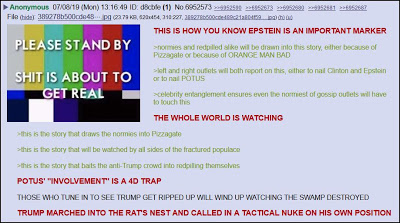 Anonymous 07/08/19 (Mon) 13:16:49 ID: d8cbfe (1) No.6952573 >>6952580 >>6952672 >>6952680 >>6952681 >>6952687
File (hide): 389278b500cde48⋯.jpg (23.79 KB, 620x404, 310:227,
PLEASE STAND BY
SHIT IS ABOUT TO
GET REAL
THIS IS HOW YOU KNOW EPSTEIN IS AN IMPORTANT MARKER
>normies and redpilled alike will be drawn into this story, either because of
Pizzagate or because of ORANGE MAN BAD
>left and right outlets will both report on this, either to nail Clinton and Epstein
or to nail POTUS
>celebrity entanglement ensures even the normiest of gossip outlets will have
to touch this
THE WHOLE WORLD IS WATCHING
>this is the story that draws the normies into Pizzagate
>this is the story that will be watched by all sides of the fractured populace
>this is the story that baits the anti-Trump crowd into redpilling themselves
POTUS' "INVOLVEMENT" IS A 4D TRAP
THOSE WHO TUNE IN TO SEE TRUMP GET RIPPED UP WILL WIND UP WATCHING THE SWAMP DESTROYED
TRUMP MARCHED INTO THE RAT'S NEST AND CALLED IN A TACTICAL NUKE ON HIS OWN POSITION